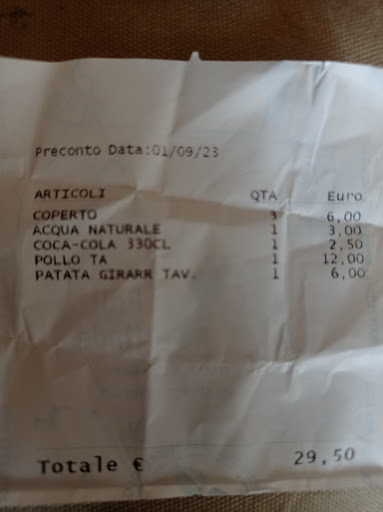 Preconto Data:01/09/23
ARTICOLI QTA Euro
COPERTO 3 6,00
ACQUA NATURALE 1 3,00
COCA-COLA 330CL 1 2,50
POLLO TA 1 12,00
PATATA GIRARR TAV. 1 6,00
Totale € 29,50